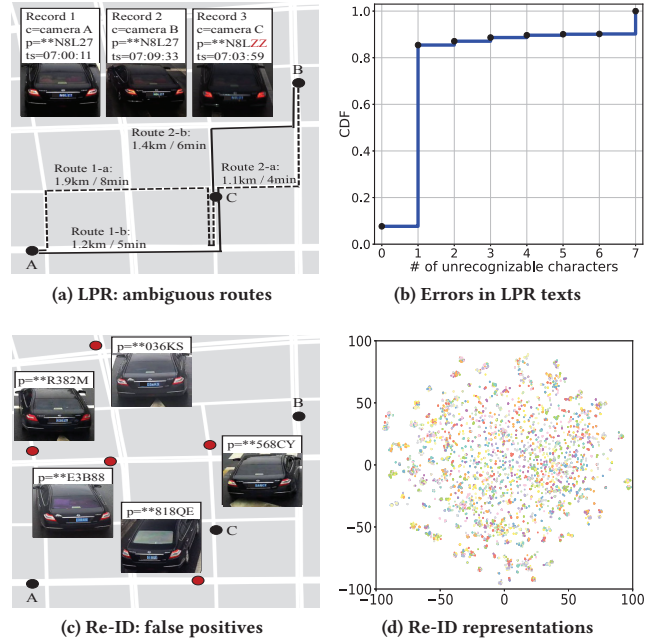 Record 1
c=camera A
p=**N8L27
ts=07:00:11
Record 2
c=camera B
p=**N8L27
ts=07:09:33
Record 3
c=camera C
p=**N8LZZ
ts=07:03:59
B
Route 2-b:
1.4km / 6min
Route 1-a:
1.9km / 8min
Route 2-a:
1.1km / 4min
C
Route 1-b:
1.2km / 5min
A
(a) LPR: ambiguous routes
CDF
1.0
0.8
0.6
0.4
0.2
0.0
0 1 2 3 4 5 6 7
# of unrecognizable characters
(b) Errors in LPR texts
p=**036KS
p=**R382M
B
p=**568CY
p=**E3B88
p=**818QE
C
A
(c) Re-ID: false positives
100
50
0
−50
−100
−100 −50 0 50 100
(d) Re-ID representations